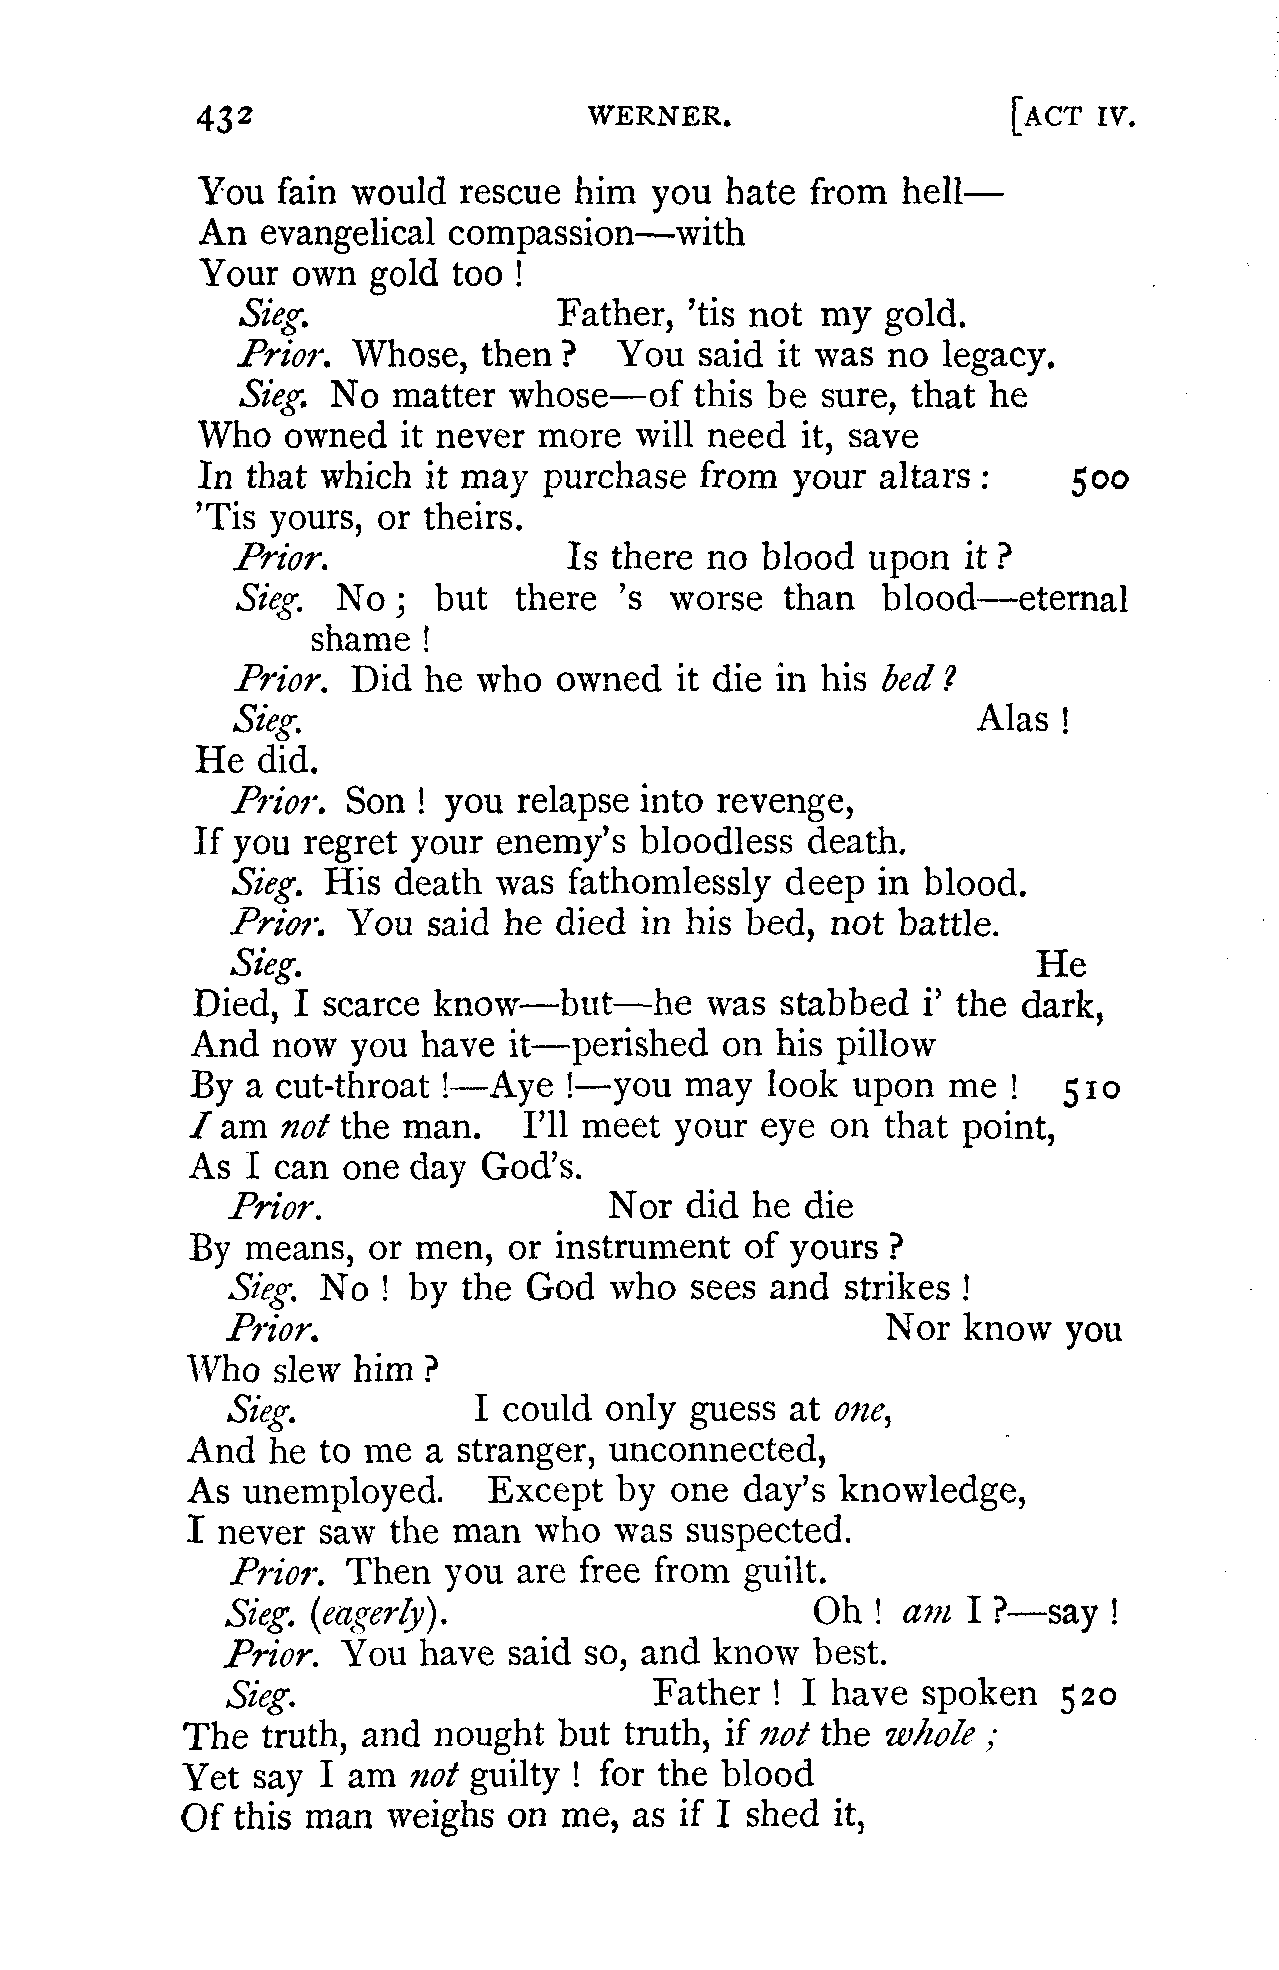 432 WERNER. [ACT IV.
You fain would rescue him you hate from hell—
An evangelical compassion—with
Your own gold too !
Sieg. Father, 'tis not my gold.
Prior. Whose, then ? You said it was no legacy.
Sieg. No matter whose—of this be sure, that he
Who owned it never more will need it, save
In that which it may purchase from your altars : 500
'Tis yours, or theirs.
Prior. Is there no blood upon it ?
Sieg. No ; but there 's worse than blood—eternal
shame !
Prior. Did he who owned it die in his bed ?
Sieg. Alas !
He did.
Prior. Son ! you relapse into revenge,
If you regret your enemy's bloodless death.
Sieg. His death was fathomlessly deep in blood.
Prior. You said he died in his bed, not battle.
Sieg. He
Died, I scarce know—but—he was stabbed i' the dark,
And now you have it—perished on his pillow
By a cut-throat !—Aye !—you may look upon me ! 510
I am not the man. I'll meet your eye on that point,
As I can one day God's.
Prior. Nor did he die
By means, or men, or instrument of yours ?
Sieg. No ! by the God who sees and strikes !
Prior. Nor know you
Who slew him ?
Sieg. I could only guess at one,
And he to me a stranger, unconnected,
As unemployed. Except by one day's knowledge,
I never saw the man who was suspected.
Prior. Then you are free from guilt.
Sieg. (eagerly). Oh ! am I ?—say !
Prior. You have said so, and know best.
Sieg. Father ! I have spoken 520
The truth, and nought but truth, if not the whole ;
Yet say I am not guilty ! for the blood
Of this man weighs on me, as if I shed it,